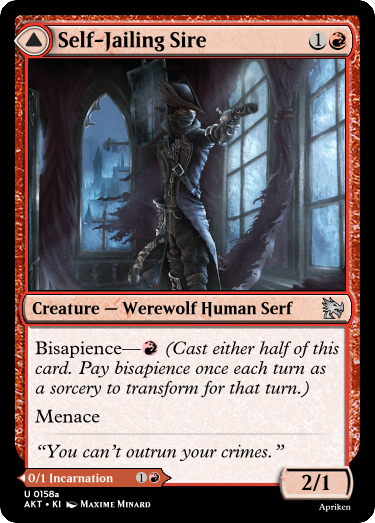 Self-Jailing Sire 1
Creature — Werewolf Human Serf
Bisapience— (Cast either half of this
card. Pay bisapience once each turn as
a sorcery to transform for that turn.)
Menace
“You can’t outrun your crimes.”
0/1 Incarnation 1
2/1
U 0158a
AKT • KI Maxime Minard
Apriken